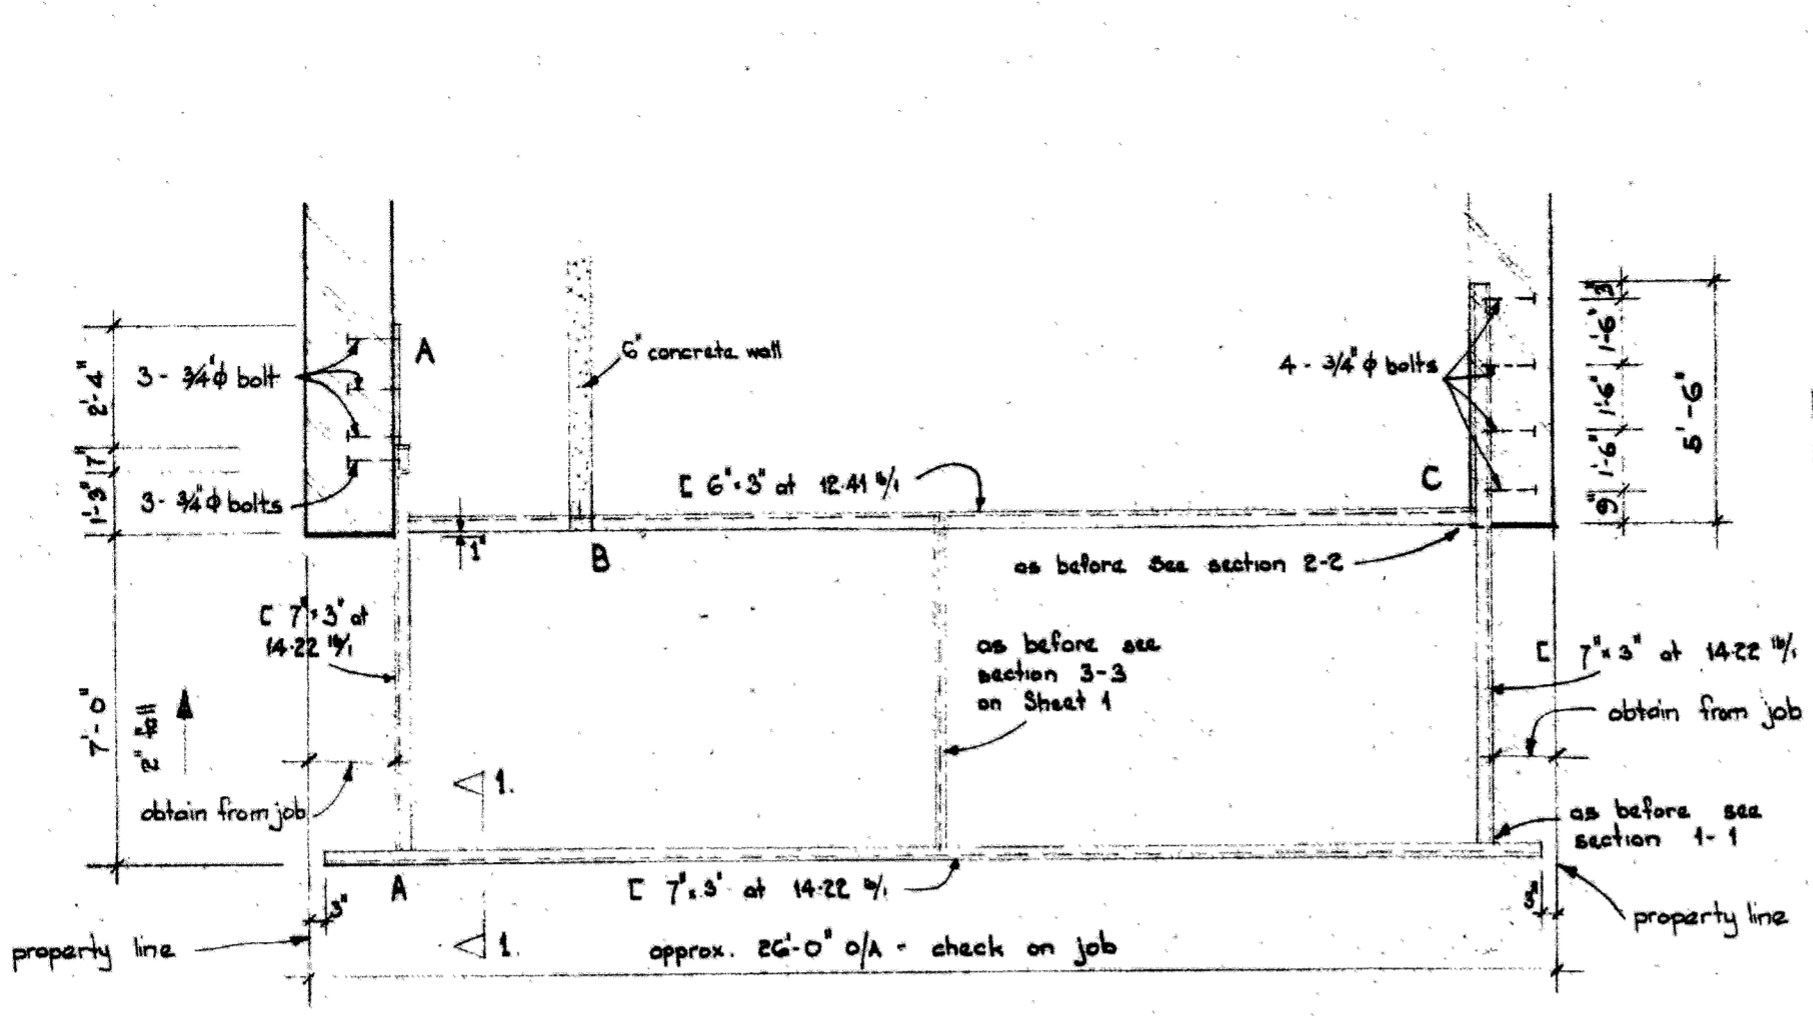 A
6" concrete wall
3 - 3/4"ϕ bolt
2'-4"
7"
1'-3"
3 - 3/4"ϕ bolts
4 - 3/4" ϕ bolts
3"
1'-6"
1'-6"
1'-6"
9"
5'-6"
C
[ 6"×3" at 12.41 lb/1
1"
B
as before see section 2-2
[ 7"×3" at
14.22 lb/1
7'-0"
2" fall
obtain from job
1.
as before see
section 3-3
on Sheet 1
[ 7"×3" at 14.22 lb/1
obtain from job
as before see
section 1-1
A
[ 7"×3" at 14.22 lb/1
3"
3"
property line
property line
1.
approx. 26'-0" O/A - check on job